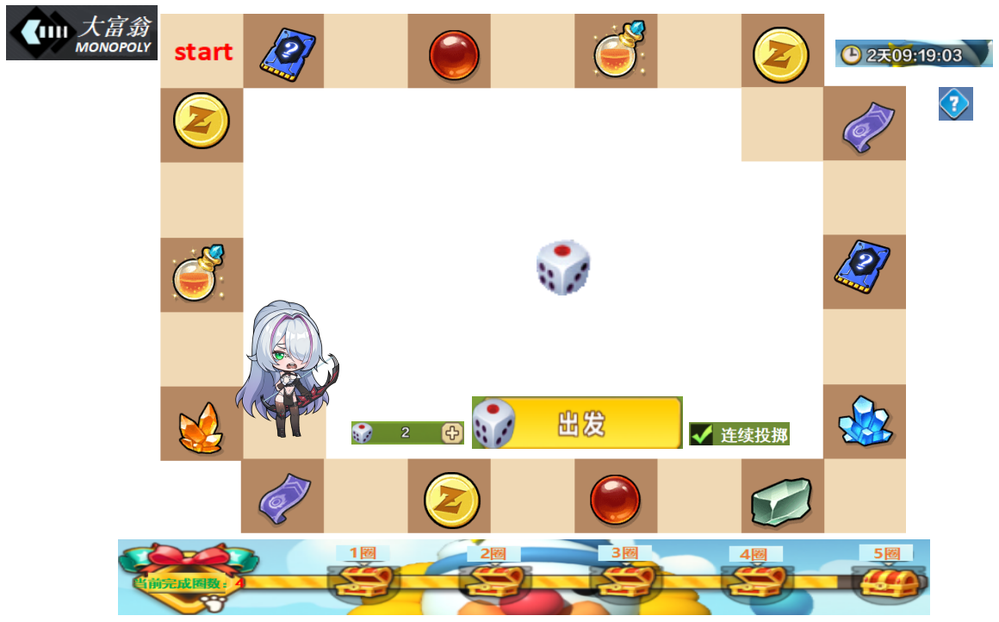 大富翁
MONOPOLY
start
?
Z
2天09:19:03
?
Z
?
2
出发
连续投掷
Z
1圈
2圈
3圈
4圈
5圈
当前完成圈数：4